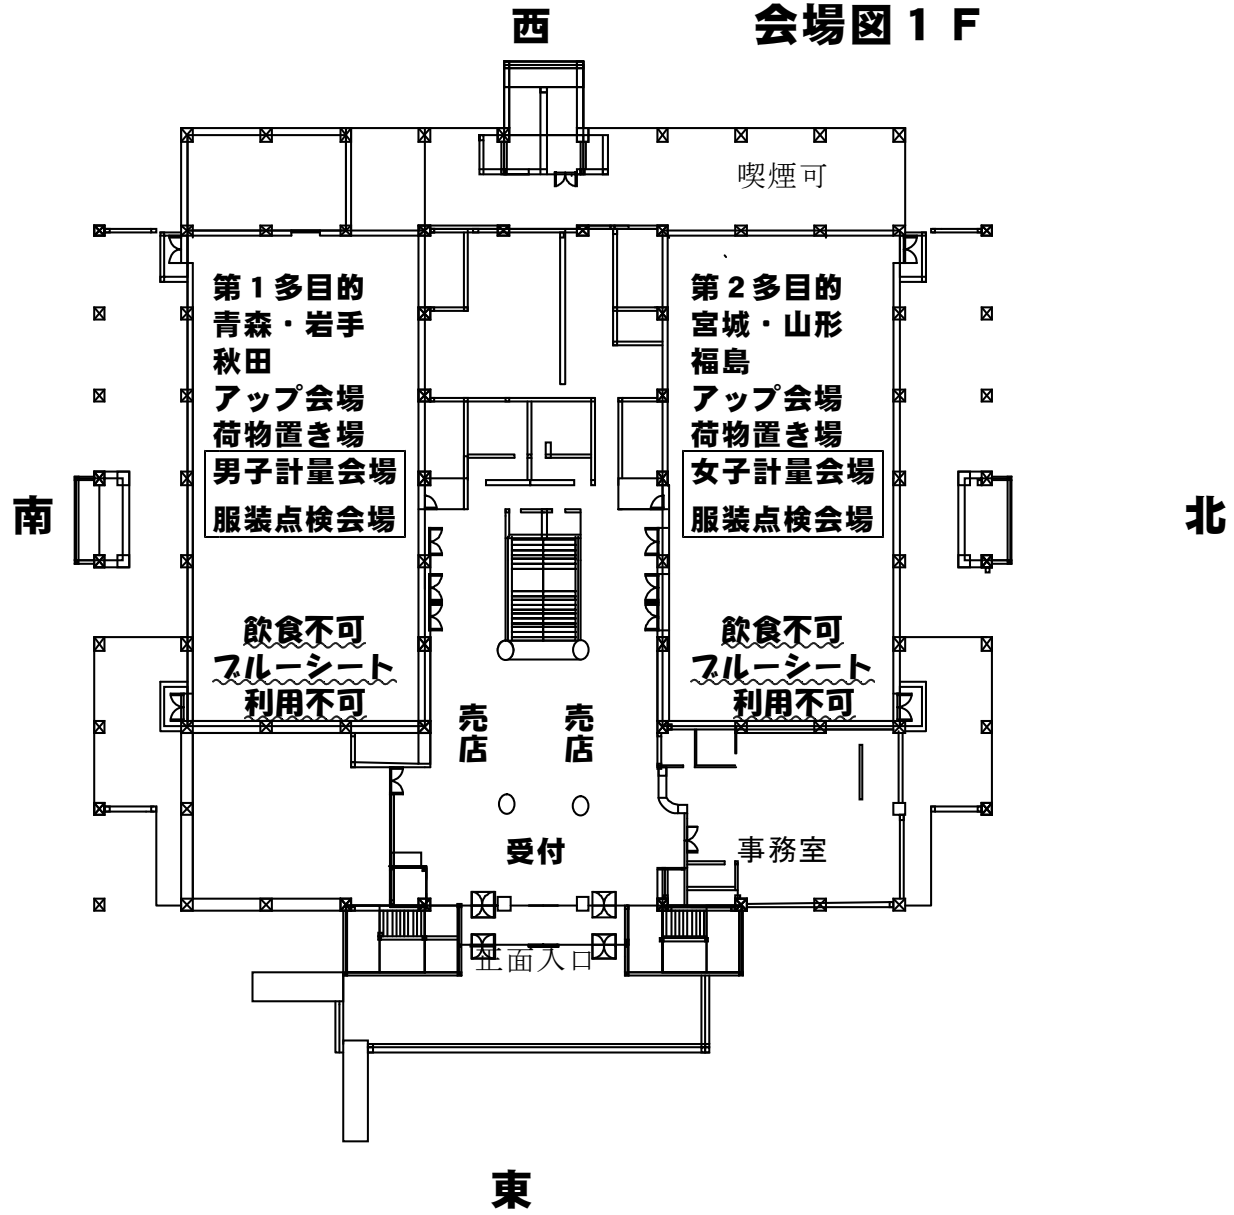 西
会場図１Ｆ
喫煙可
第１多目的
青森・岩手
秋田
アップ会場
荷物置き場
男子計量会場
服装点検会場
飲食不可
ブルーシート
利用不可
第２多目的
宮城・山形
福島
アップ会場
荷物置き場
女子計量会場
服装点検会場
飲食不可
ブルーシート
利用不可
南
北
売店
売店
受付
事務室
正面入口
東